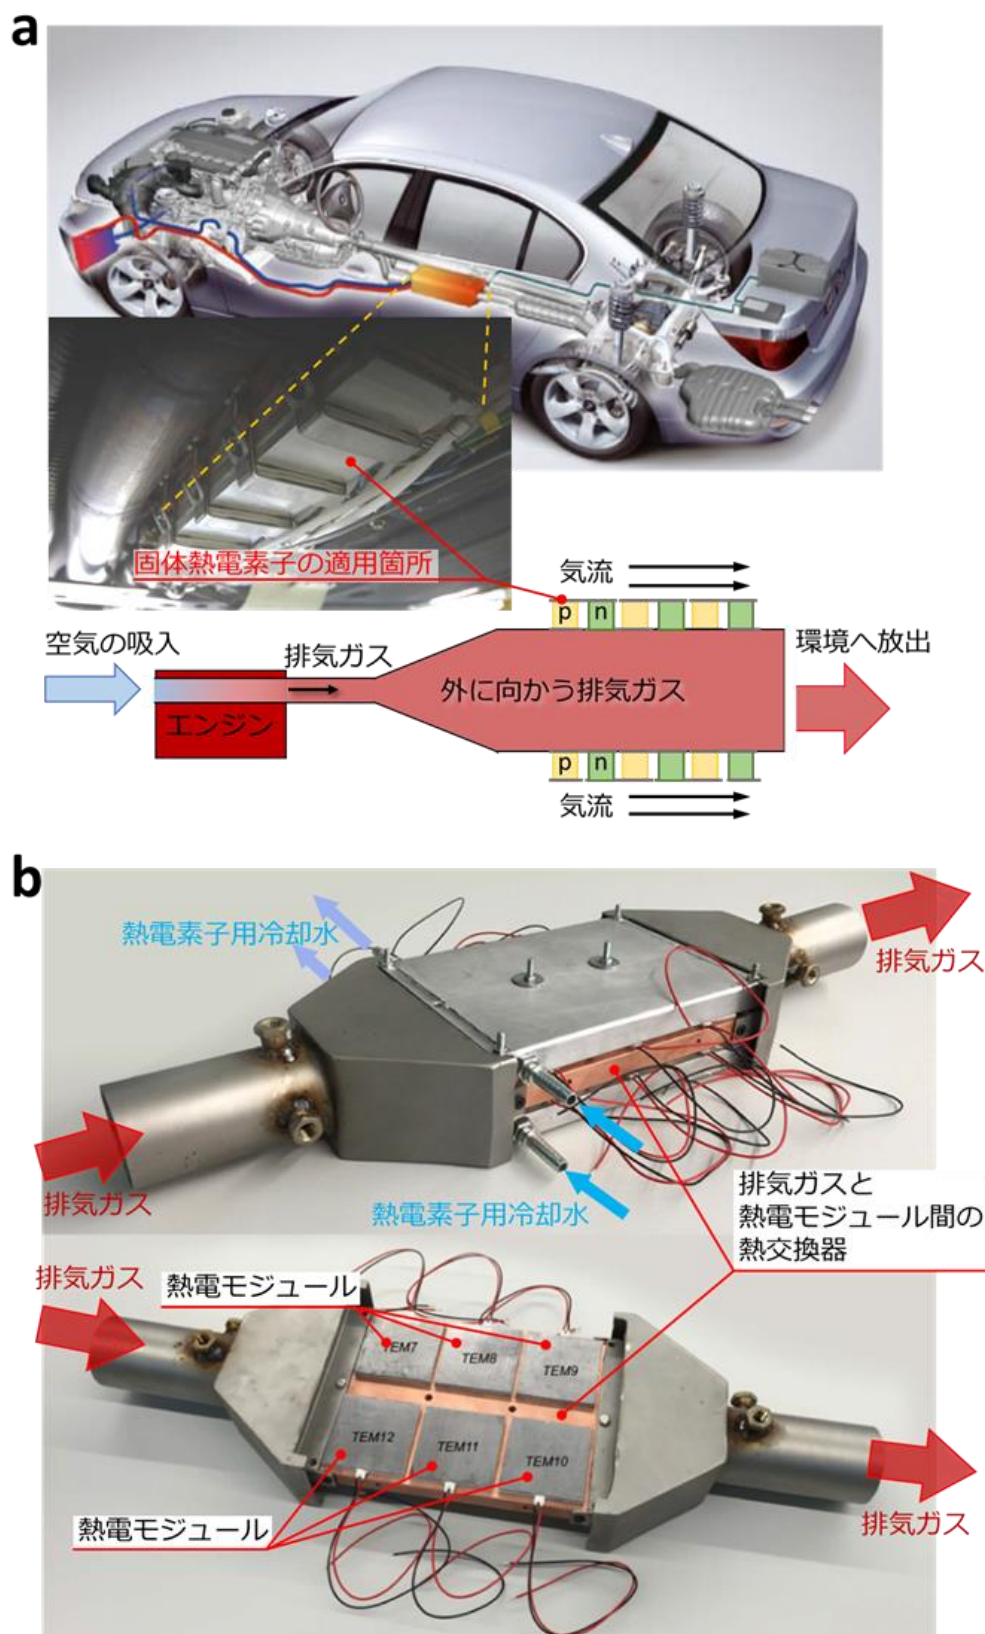 a
固体熱電素子の適用箇所
気流
p n
空気の吸入
排気ガス
環境へ放出
外に向かう排気ガス
エンジン
p n
気流
b
熱電素子用冷却水
排気ガス
排気ガス
熱電素子用冷却水
排気ガスと
熱電モジュール間の
熱交換器
排気ガス
熱電モジュール
TEM7
TEM8
TEM9
TEM12
TEM11
TEM10
熱電モジュール
排気ガス